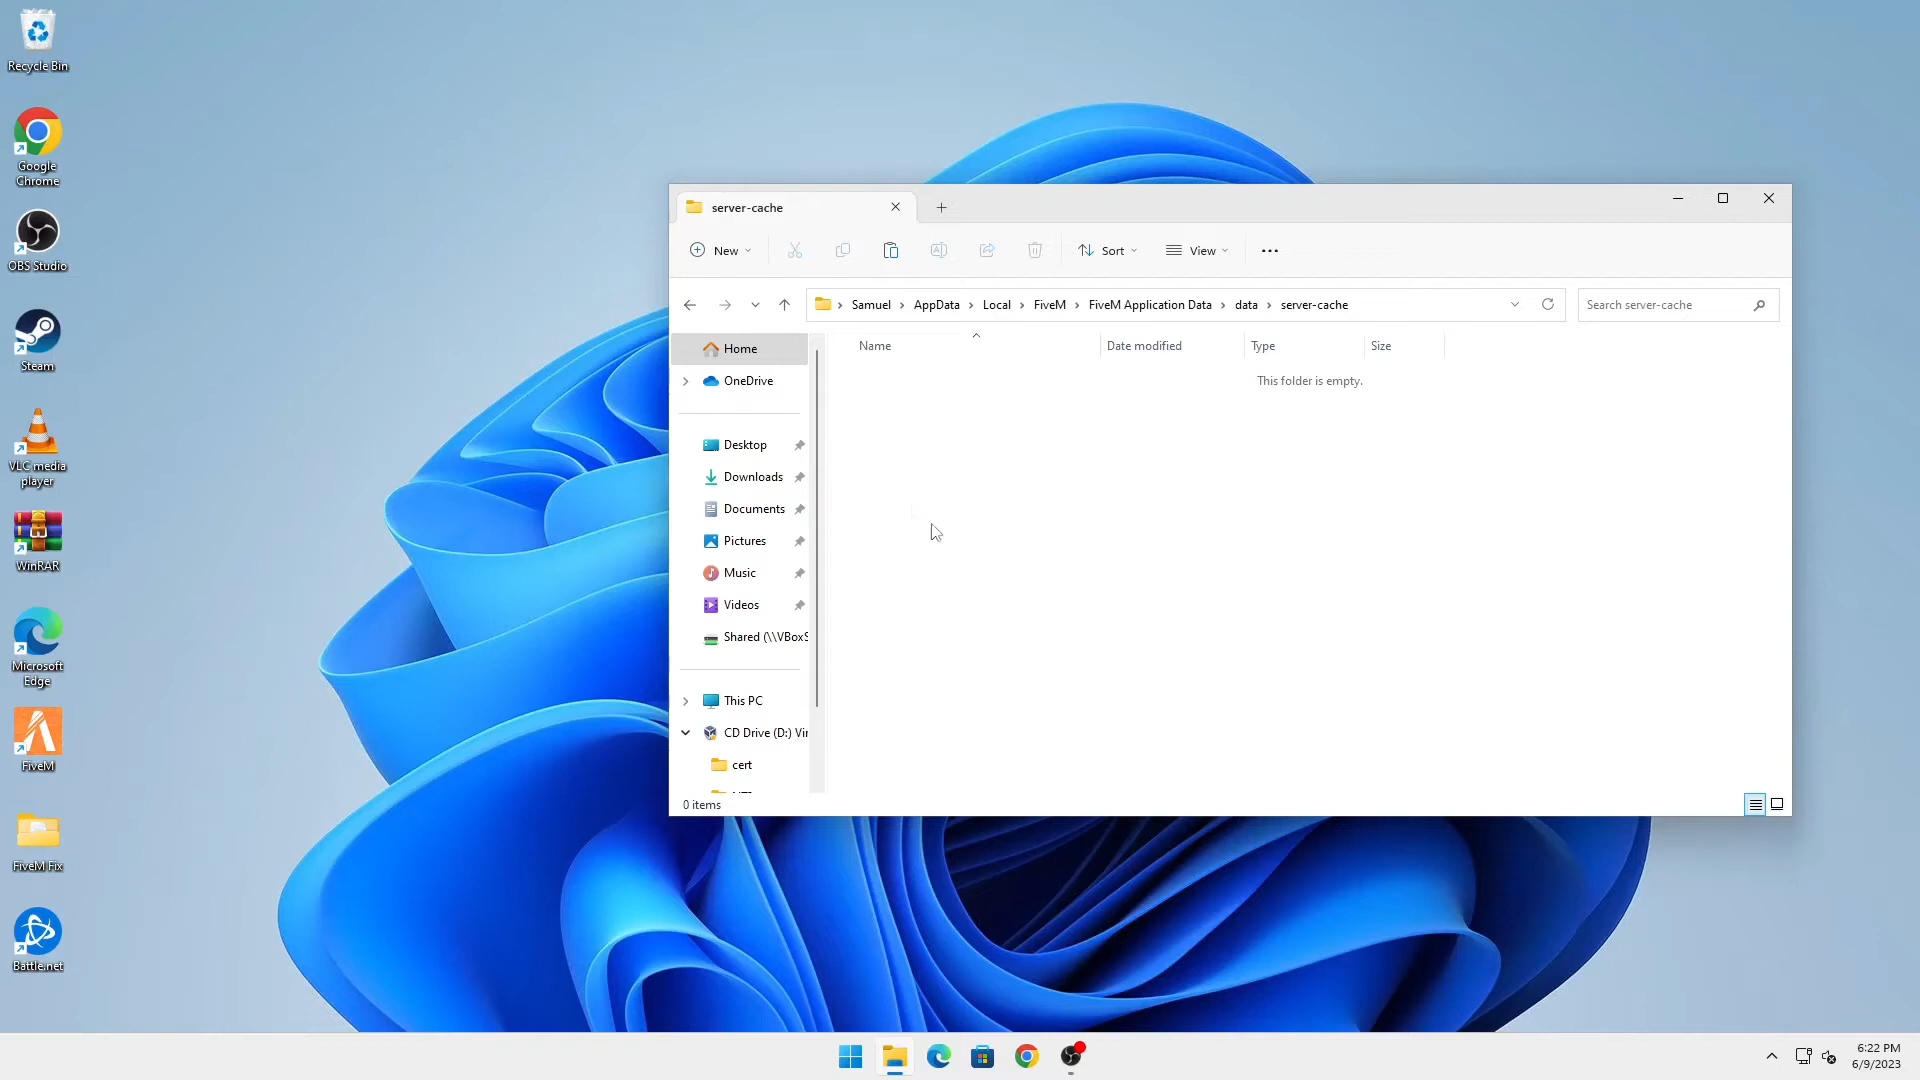 Recycle Bin
Google
Chrome
OBS Studio
Steam
VLC media
player
WinRAR
Microsoft
Edge
FiveM
FiveM Fix
Battle.net
server-cache
New
Sort
View
Samuel
AppData
Local
FiveM
FiveM Application Data
data
server-cache
Search server-cache
Name
Date modified
Type
Size
This folder is empty.
Home
OneDrive
Desktop
Downloads
Documents
Pictures
Music
Videos
Shared (\\VBoxS
This PC
CD Drive (D:) Vir
cert
0 items
6:22 PM
6/9/2023